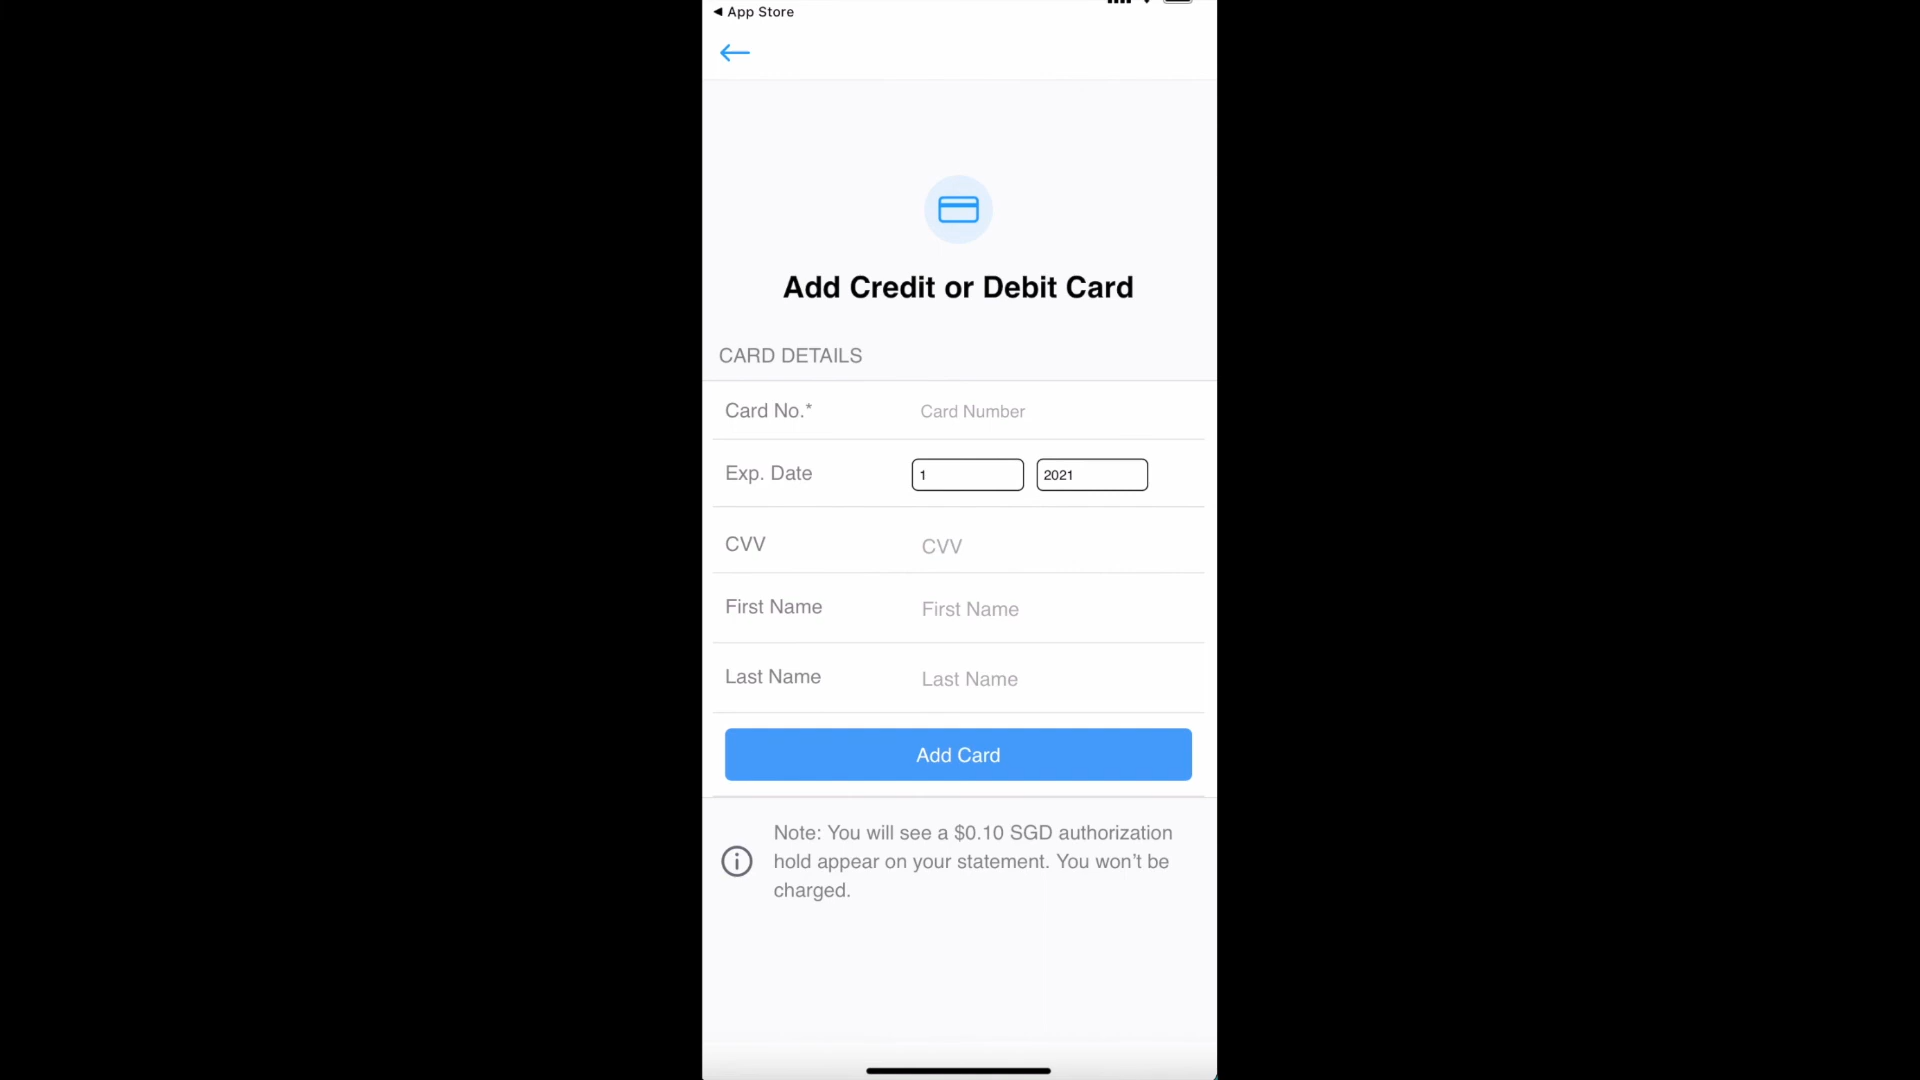 ◀ App Store
Add Credit or Debit Card
CARD DETAILS
Card No.* Card Number
Exp. Date 1 2021
CVV CVV
First Name First Name
Last Name Last Name
Add Card
Note: You will see a $0.10 SGD authorization
hold appear on your statement. You won’t be
charged.